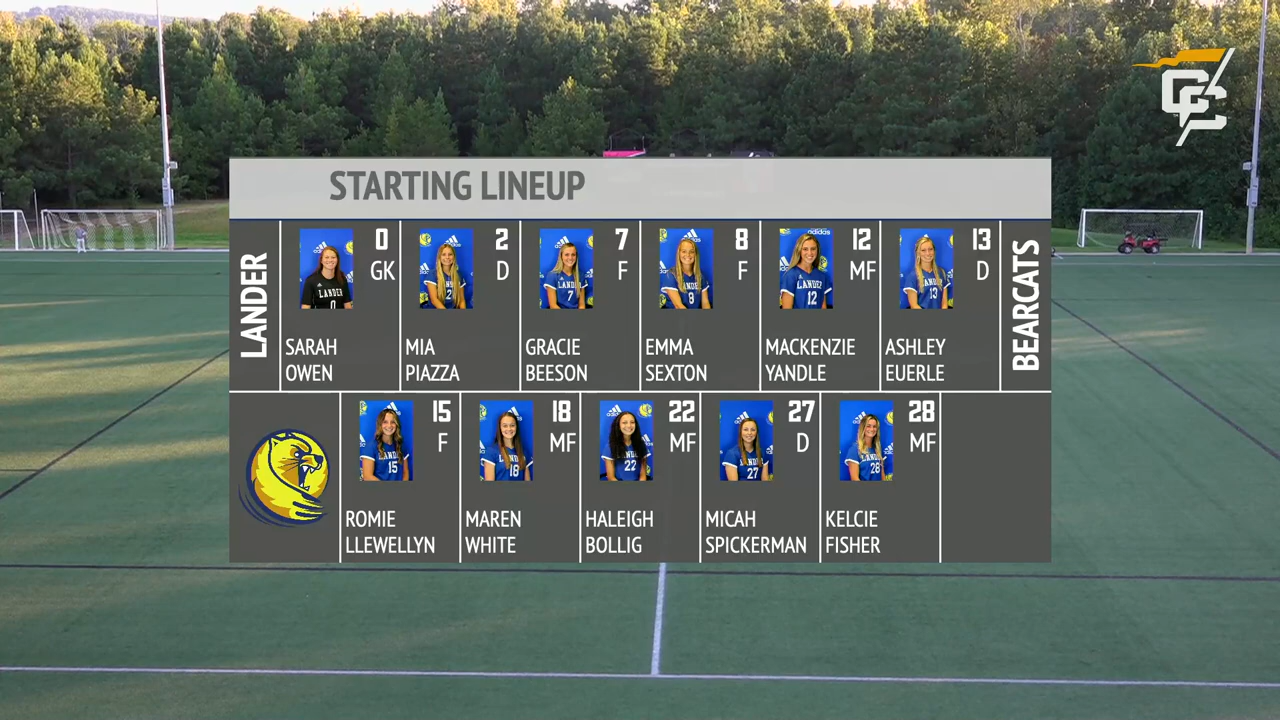 STARTING LINEUP
LANDER
0
GK
SARAH
OWEN
2
D
MIA
PIAZZA
7
F
GRACIE
BEESON
8
F
EMMA
SEXTON
12
MF
MACKENZIE
YANDLE
13
D
ASHLEY
EUERLE
BEARCATS
15
F
ROMIE
LLEWELLYN
18
MF
MAREN
WHITE
22
MF
HALEIGH
BOLLIG
27
D
MICAH
SPICKERMAN
28
MF
KELCIE
FISHER